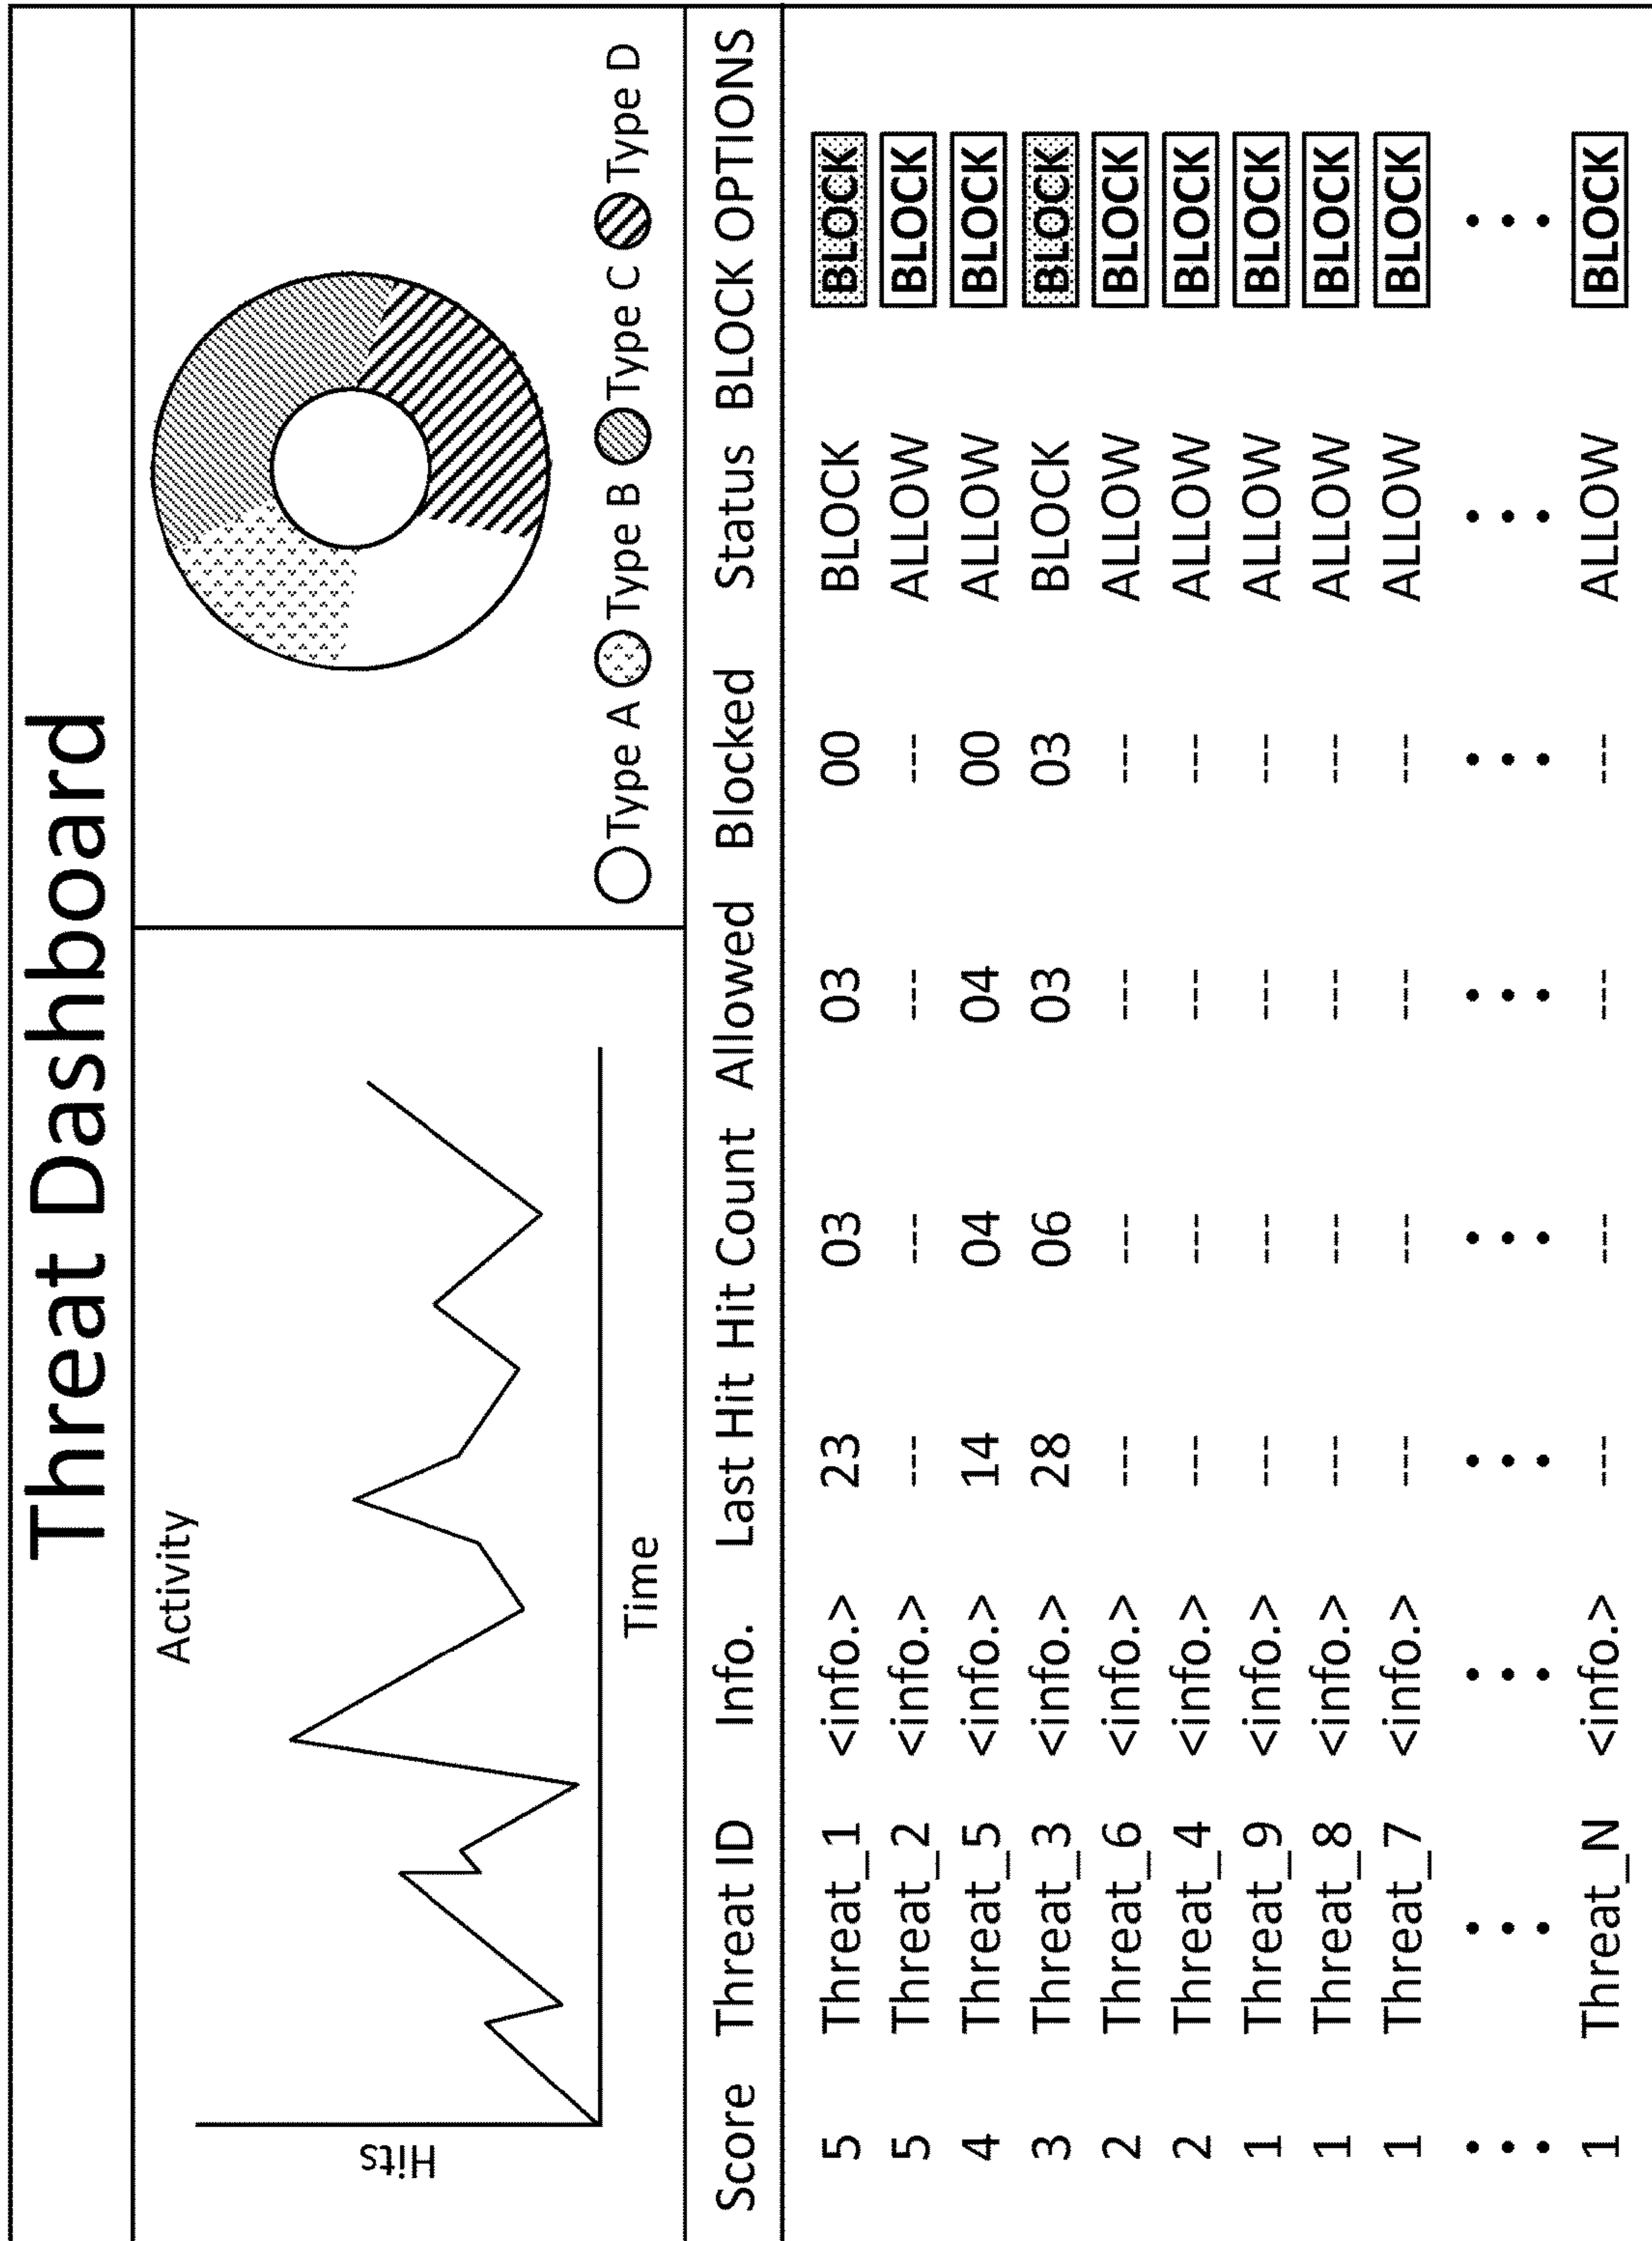 Threat Dashboard
Activity
Hits
Time
Type A Type B Type C Type D
Score Threat ID Info. Last Hit Hit Count Allowed Blocked Status BLOCK OPTIONS
5 Threat_1 <info.> 23 03 03 00 BLOCK BLOCK
5 Threat_2 <info.> --- --- --- --- ALLOW BLOCK
4 Threat_5 <info.> 14 04 04 00 ALLOW BLOCK
3 Threat_3 <info.> 28 06 03 03 BLOCK BLOCK
2 Threat_6 <info.> --- --- --- --- ALLOW BLOCK
2 Threat_4 <info.> --- --- --- --- ALLOW BLOCK
1 Threat_9 <info.> --- --- --- --- ALLOW BLOCK
1 Threat_8 <info.> --- --- --- --- ALLOW BLOCK
1 Threat_7 <info.> --- --- --- --- ALLOW BLOCK
1 Threat_N <info.> --- --- --- --- ALLOW BLOCK